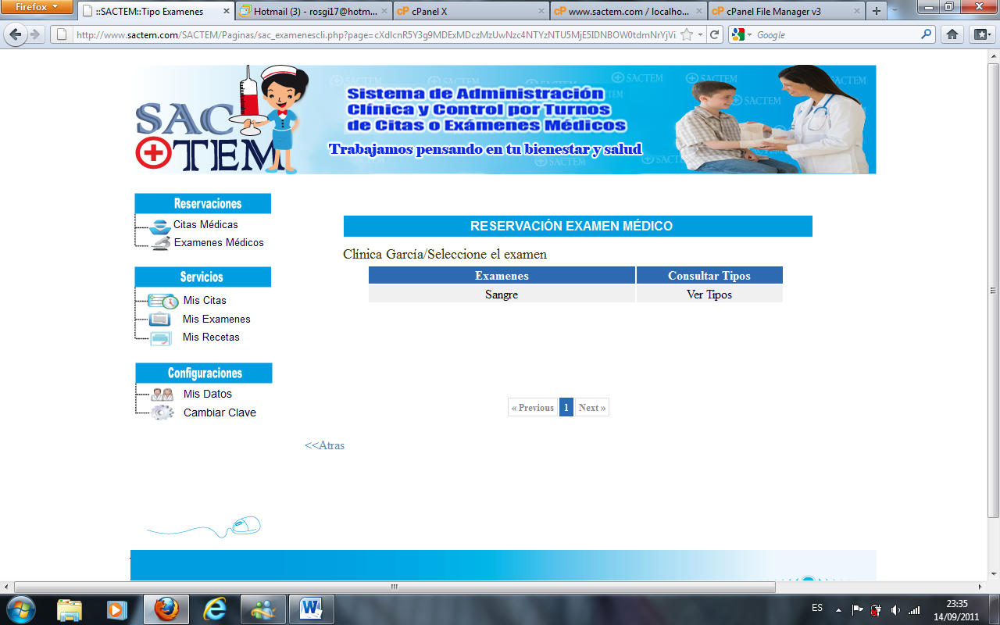 Firefox
::SACTEM::Tipo Examenes
Hotmail (3) - rosgi17@hotm...
cPanel X
www.sactem.com / localho...
cPanel File Manager v3
http://www.sactem.com/SACTEM/Paginas/sac_examenescli.php?page=
Google
SACTEM
Sistema de Administración
Clínica y Control por Turnos
de Citas o Exámenes Médicos
Trabajamos pensando en tu bienestar y salud
Reservaciones
Citas Médicas
Examenes Médicos
Servicios
Mis Citas
Mis Examenes
Mis Recetas
Configuraciones
Mis Datos
Cambiar Clave
RESERVACIÓN EXAMEN MÉDICO
Clínica García/Seleccione el examen
Examenes Consultar Tipos
Sangre Ver Tipos
« Previous 1 Next »
<<Atras
ES
23:35
14/09/2011